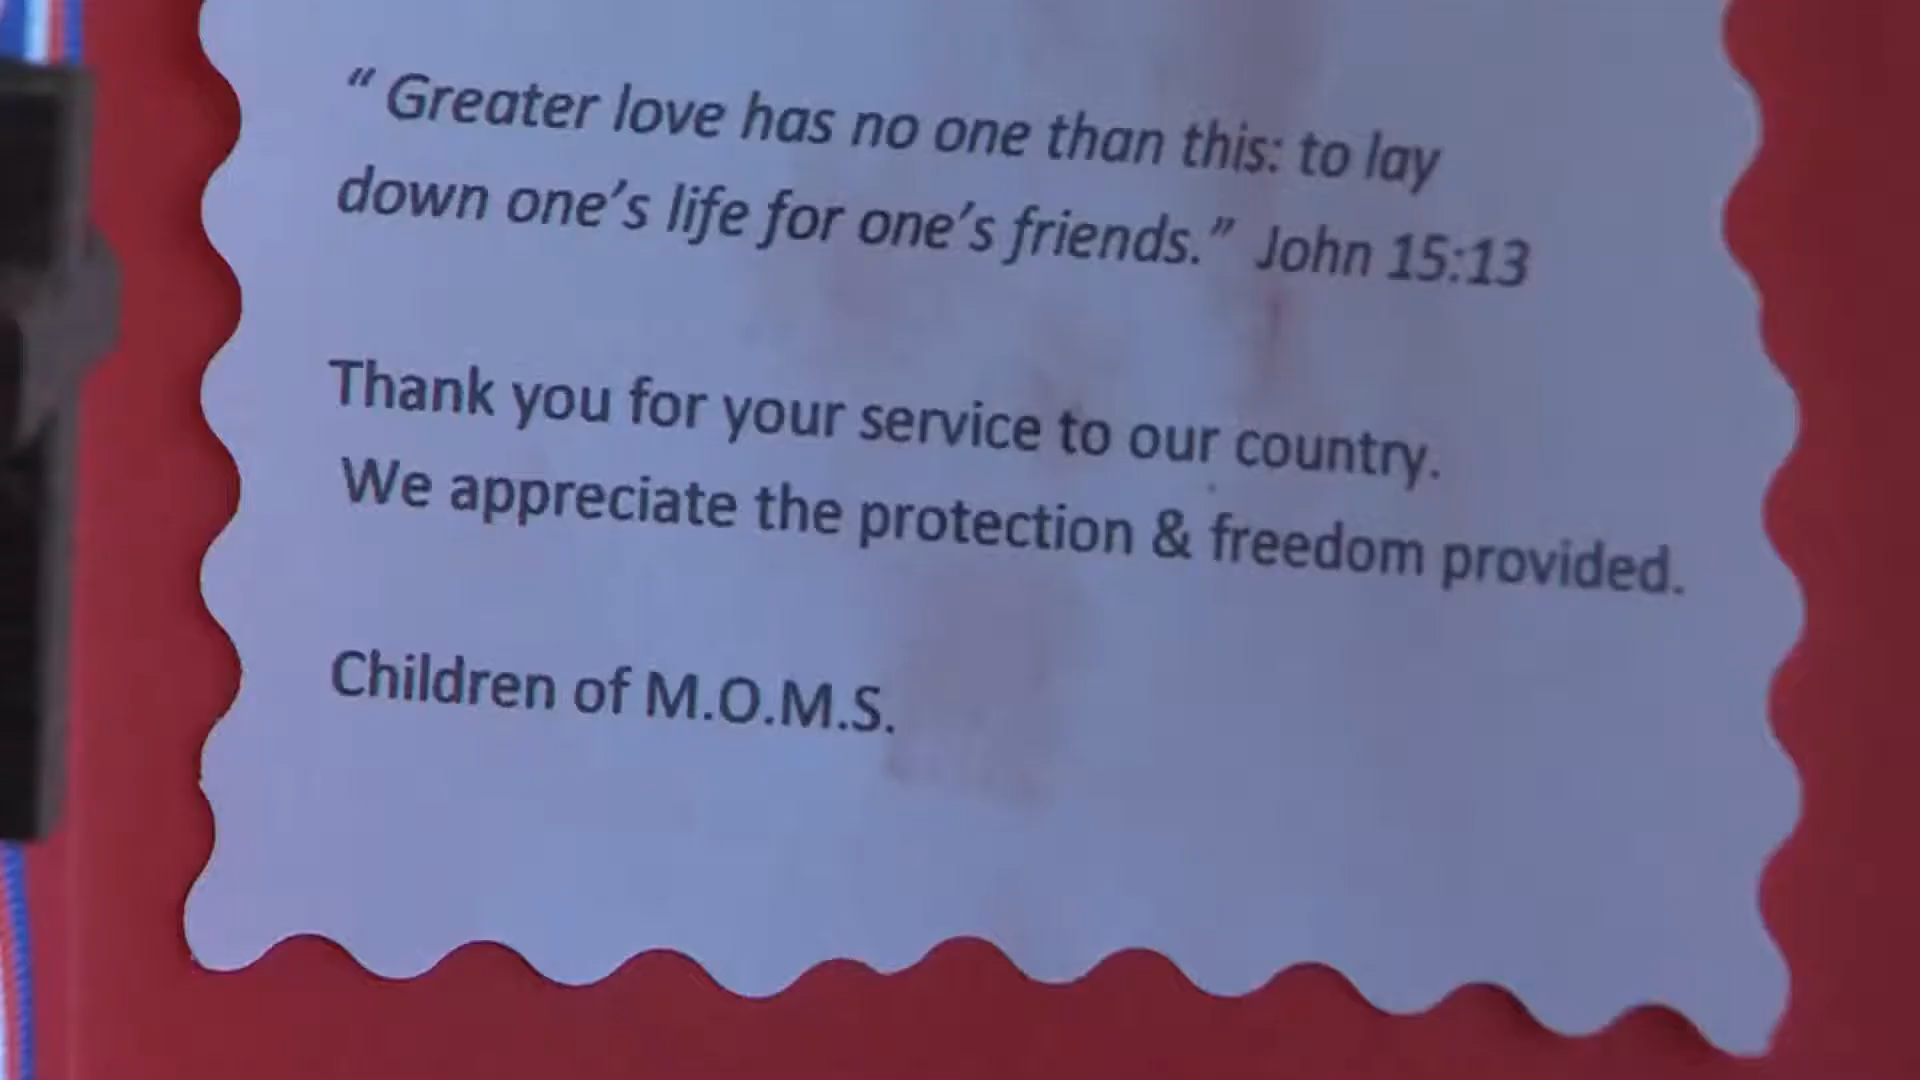 “ Greater love has no one than this: to lay
down one’s life for one’s friends.” John 15:13
Thank you for your service to our country.
We appreciate the protection & freedom provided.
Children of M.O.M.S.